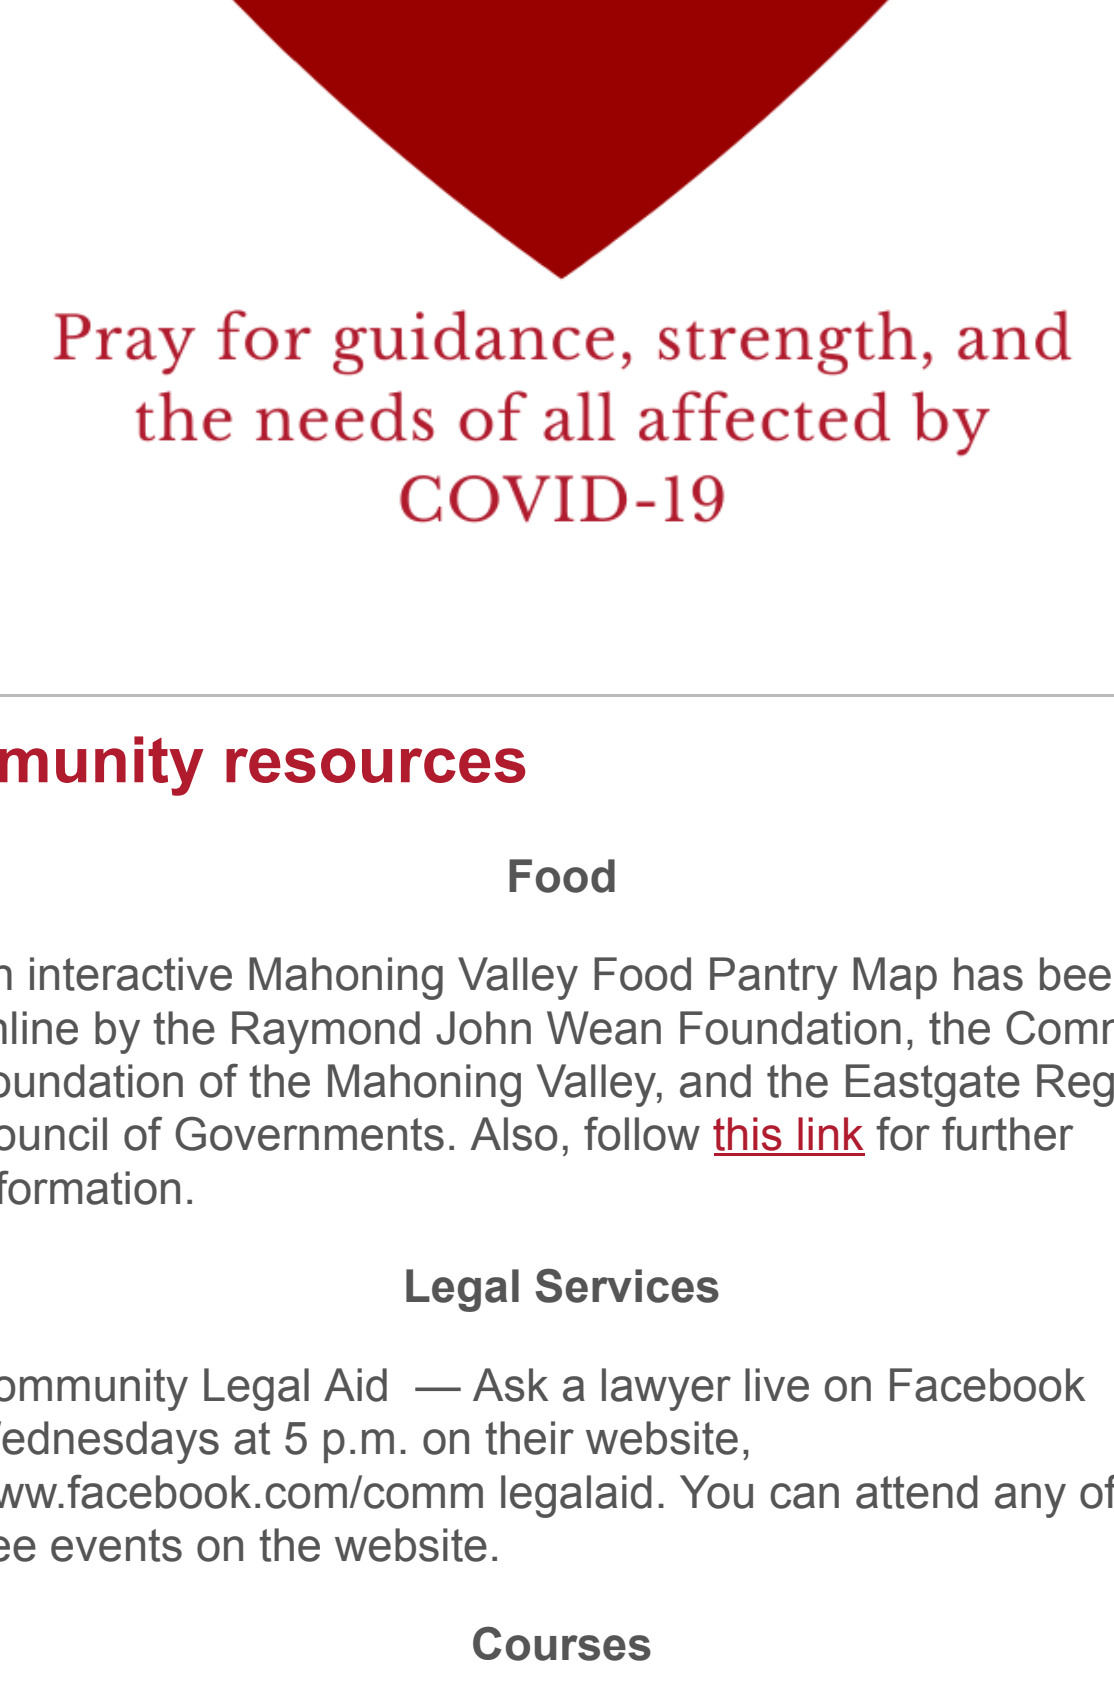 Pray for guidance, strength, and
the needs of all affected by
COVID-19
munity resources
Food
n interactive Mahoning Valley Food Pantry Map has bee
nline by the Raymond John Wean Foundation, the Comm
oundation of the Mahoning Valley, and the Eastgate Reg
ouncil of Governments. Also, follow this link for further
formation.
Legal Services
ommunity Legal Aid — Ask a lawyer live on Facebook
ednesdays at 5 p.m. on their website,
ww.facebook.com/comm legalaid. You can attend any of
ee events on the website.
Courses